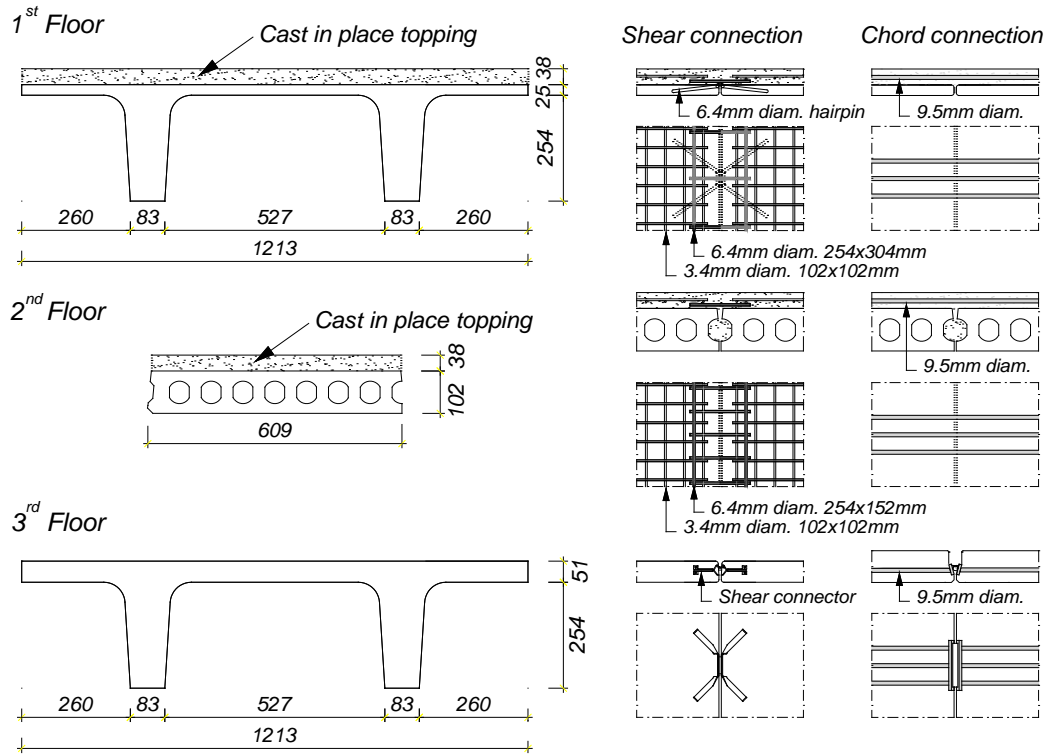 1st Floor
Cast in place topping
38
25
254
260 83 527 83 260
1213
2nd Floor
Cast in place topping
38
102
609
3rd Floor
51
254
260 83 527 83 260
1213
Shear connection
6.4mm diam. hairpin
6.4mm diam. 254x304mm
3.4mm diam. 102x102mm
6.4mm diam. 254x152mm
3.4mm diam. 102x102mm
Shear connector
Chord connection
9.5mm diam.
9.5mm diam.
9.5mm diam.